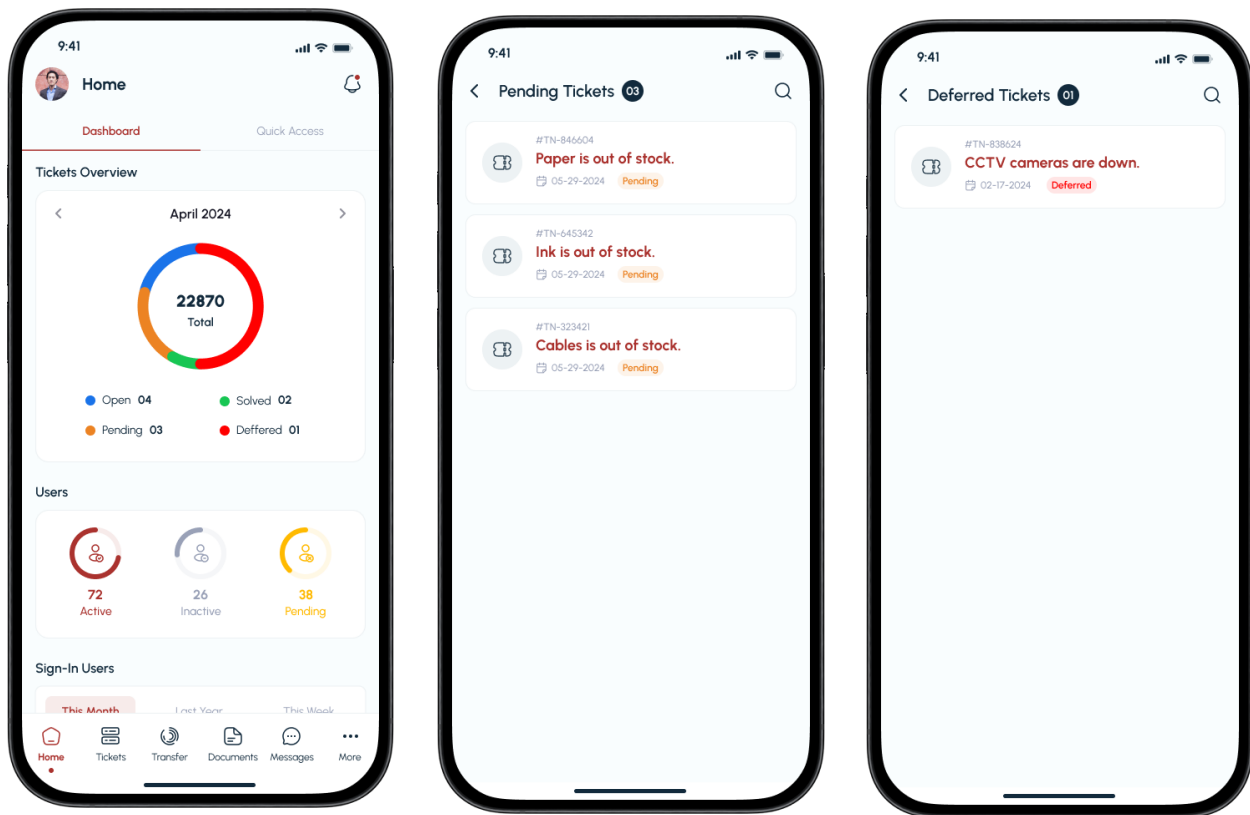 9:41
Home
Dashboard Quick Access
Tickets Overview
April 2024
22870
Total
Open 04 Solved 02
Pending 03 Deffered 01
Users
72 26 38
Active Inactive Pending
Sign-In Users
This Month Last Year This Week
Home Tickets Transfer Documents Messages More
9:41
Pending Tickets 03
#TN-846604
Paper is out of stock.
05-29-2024 Pending
#TN-645342
Ink is out of stock.
05-29-2024 Pending
#TN-323421
Cables is out of stock.
05-29-2024 Pending
9:41
Deferred Tickets 01
#TN-838624
CCTV cameras are down.
02-17-2024 Deferred